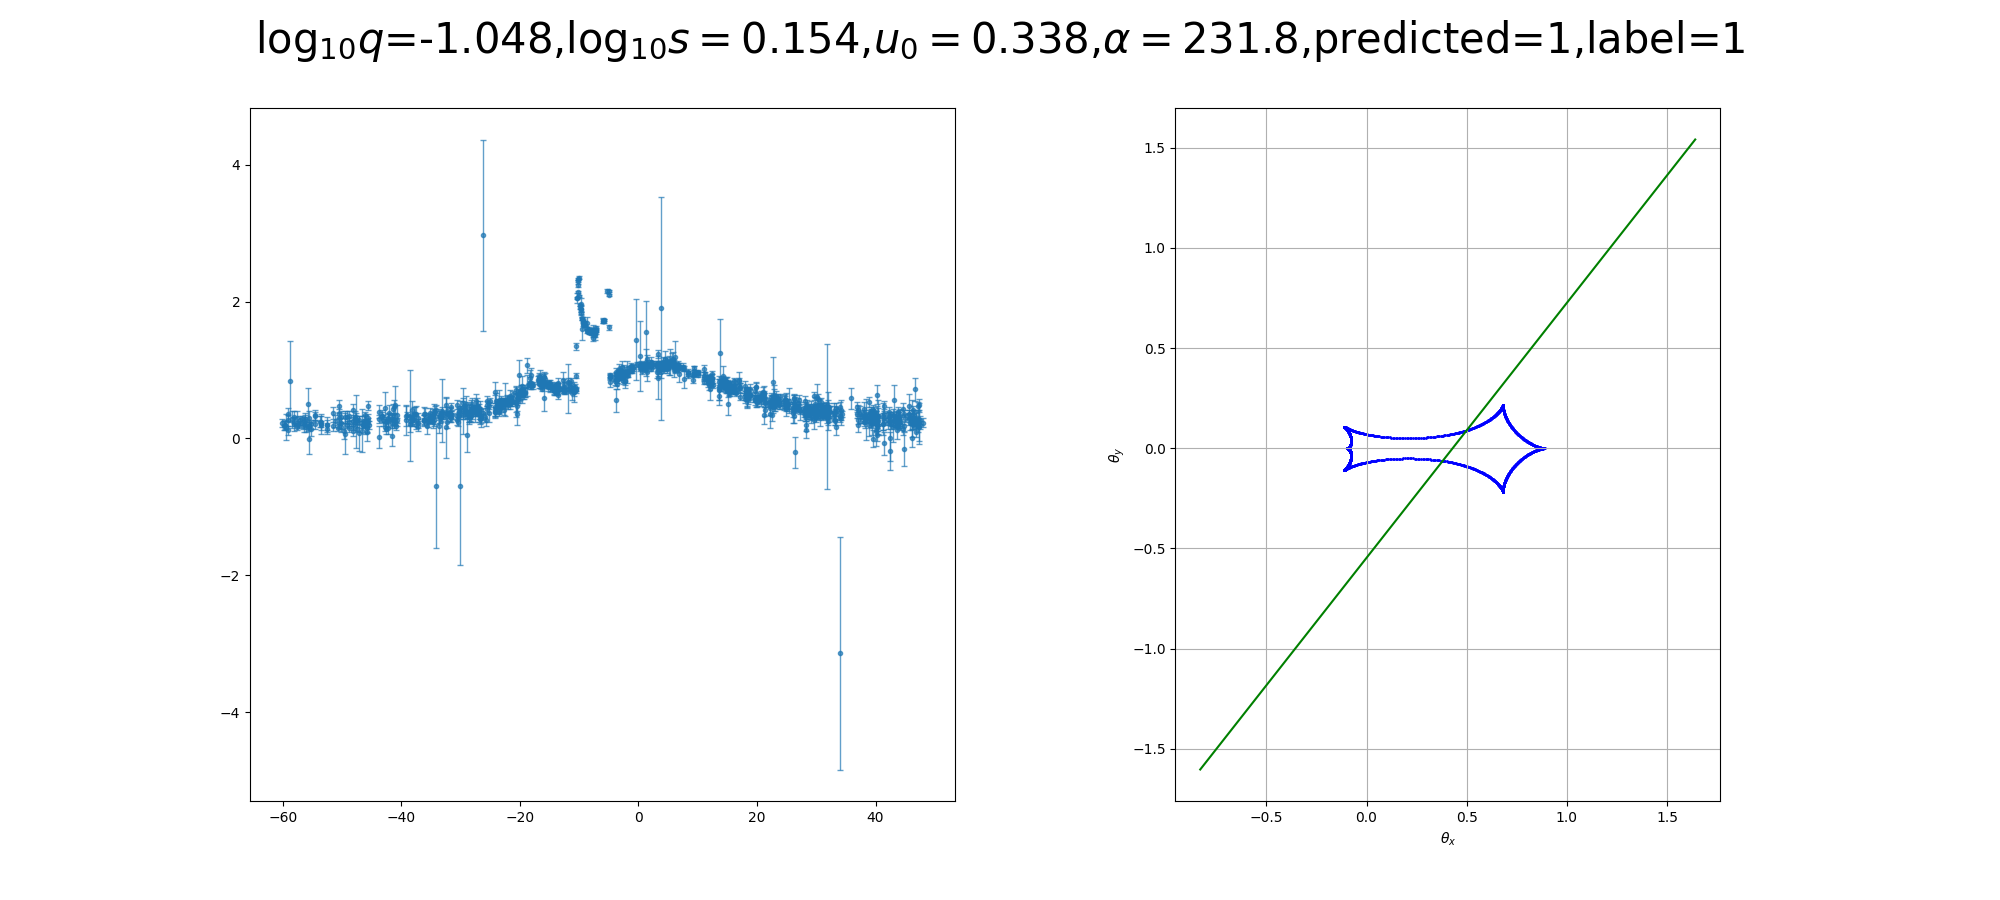 log₁₀q=-1.048,log₁₀s = 0.154,u₀ = 0.338,α = 231.8,predicted=1,label=1
4
2
0
−2
−4
−60 −40 −20 0 20 40
1.5
1.0
0.5
0.0
−0.5
−1.0
−1.5
θy
−0.5 0.0 0.5 1.0 1.5
θx